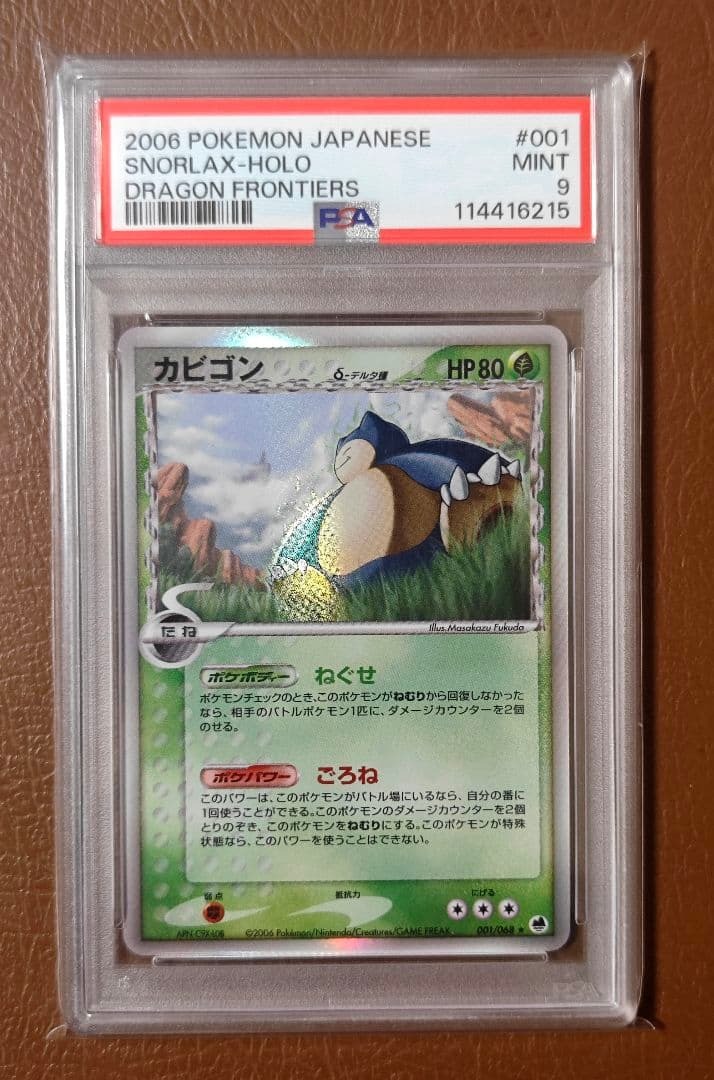 2006 POKEMON JAPANESE #001
SNORLAX-HOLO MINT
DRAGON FRONTIERS 9
PSA 114416215
カビゴン δ-デルタ種 HP80
Illus.Masakazu Fukuda
たね
ポケボディー ねぐせ
ポケモンチェックのとき、このポケモンがねむりから回復しなかった
なら、相手のバトルポケモン1匹に、ダメージカウンターを2個
のせる。
ポケパワー ごろね
このパワーは、このポケモンがバトル場にいるなら、自分の番に
1回使うことができる。このポケモンのダメージカウンターを2個
とりのぞき、このポケモンをねむりにする。このポケモンが特殊
状態なら、このパワーを使うことはできない。
弱点 抵抗力 にげる
©2006 Pokémon/Nintendo/Creatures/GAME FREAK. 001/068 ★
PSA